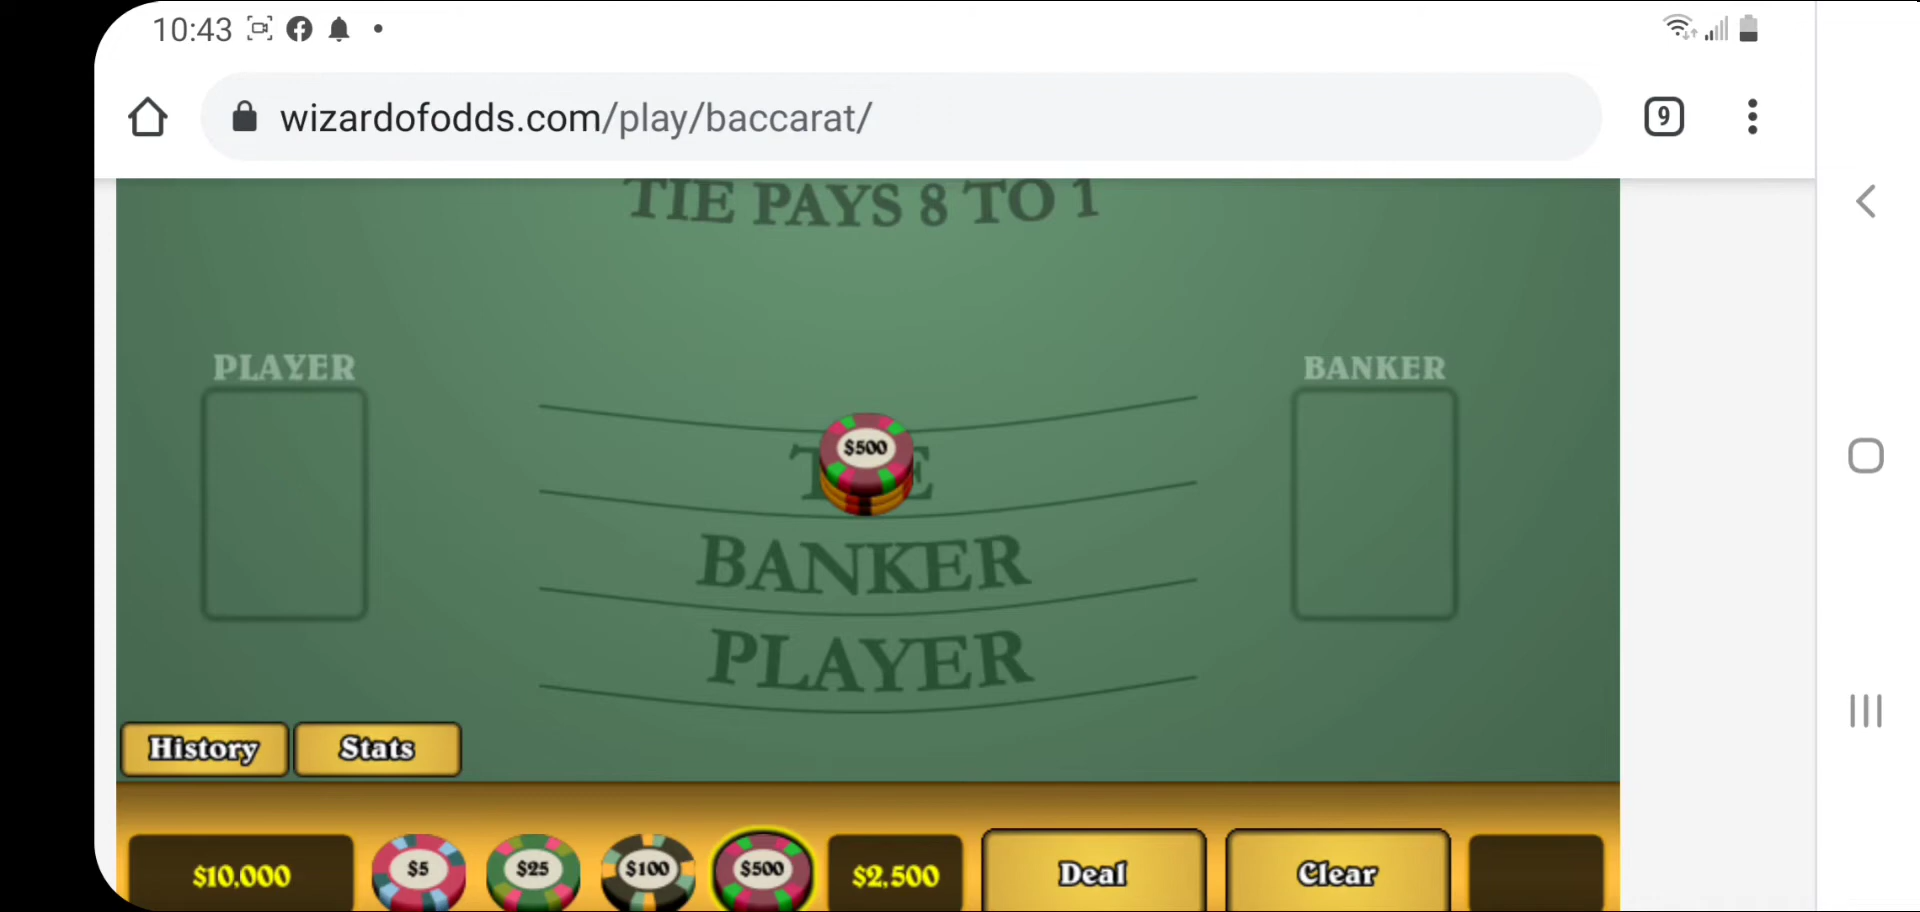 10:43
wizardofodds.com/play/baccarat/
9
TIE PAYS 8 TO 1
PLAYER
BANKER
$500
BANKER
PLAYER
History
Stats
$10,000
$5
$25
$100
$500
$2,500
Deal
Clear